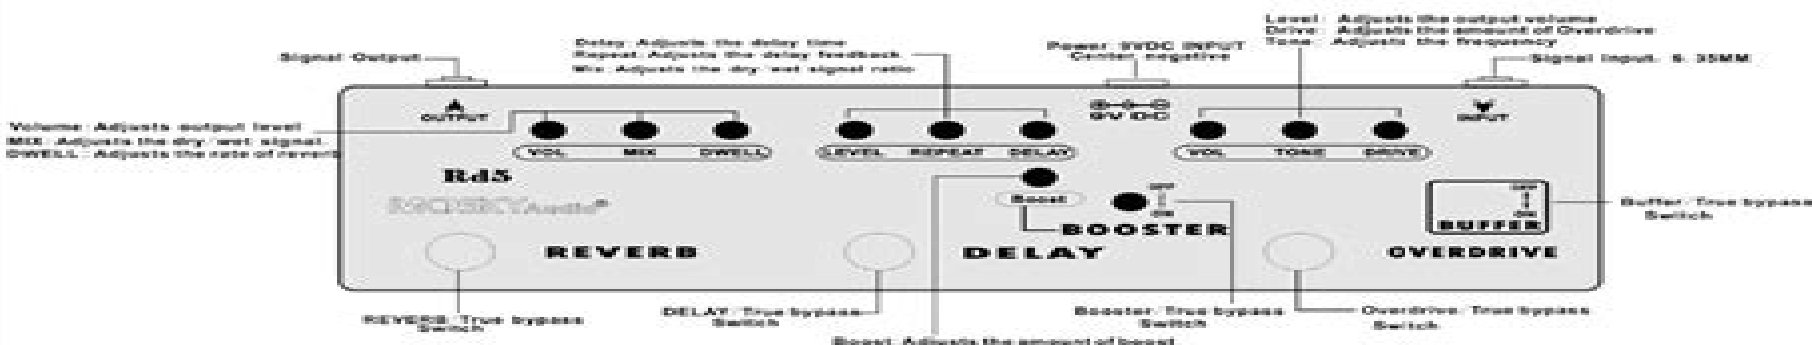 Level: Adjusts the output volume
Drive: Adjusts the amount of Overdrive
Tone: Adjusts the frequency
Delay: Adjusts the delay time
Repeat: Adjusts the delay feedback
Mix: Adjusts the dry/wet signal ratio
Power: 9VDC INPUT
Center negative
Signal Output
Signal Input. 6.35MM
OUTPUT
9V DC
INPUT
Volume: Adjusts output level
MIX: Adjusts the dry/wet signal.
DWELL: Adjusts the rate of reverb
VOL MIX DWELL
LEVEL REPEAT DELAY
VOL TONE DRIVE
Rd5
MOSKYAudio®
Boost
OFF
ON
BOOSTER
OFF
ON
BUFFER
Buffer/True bypass
Switch
REVERB
DELAY
OVERDRIVE
REVERB/True bypass
Switch
DELAY/True bypass
Switch
Booster/True bypass
Switch
Overdrive/True bypass
Switch
Boost: Adjusts the amount of boost